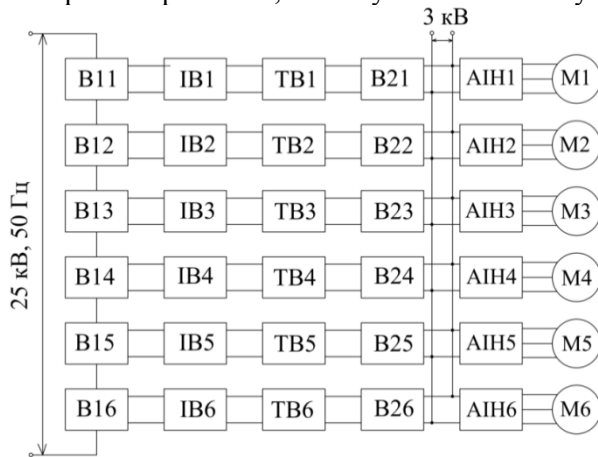 3 кВ
25 кВ, 50 Гц
В11 ІВ1 ТВ1 В21 АІН1 М1
В12 ІВ2 ТВ2 В22 АІН2 М2
В13 ІВ3 ТВ3 В23 АІН3 М3
В14 ІВ4 ТВ4 В24 АІН4 М4
В15 ІВ5 ТВ5 В25 АІН5 М5
В16 ІВ6 ТВ6 В26 АІН6 М6